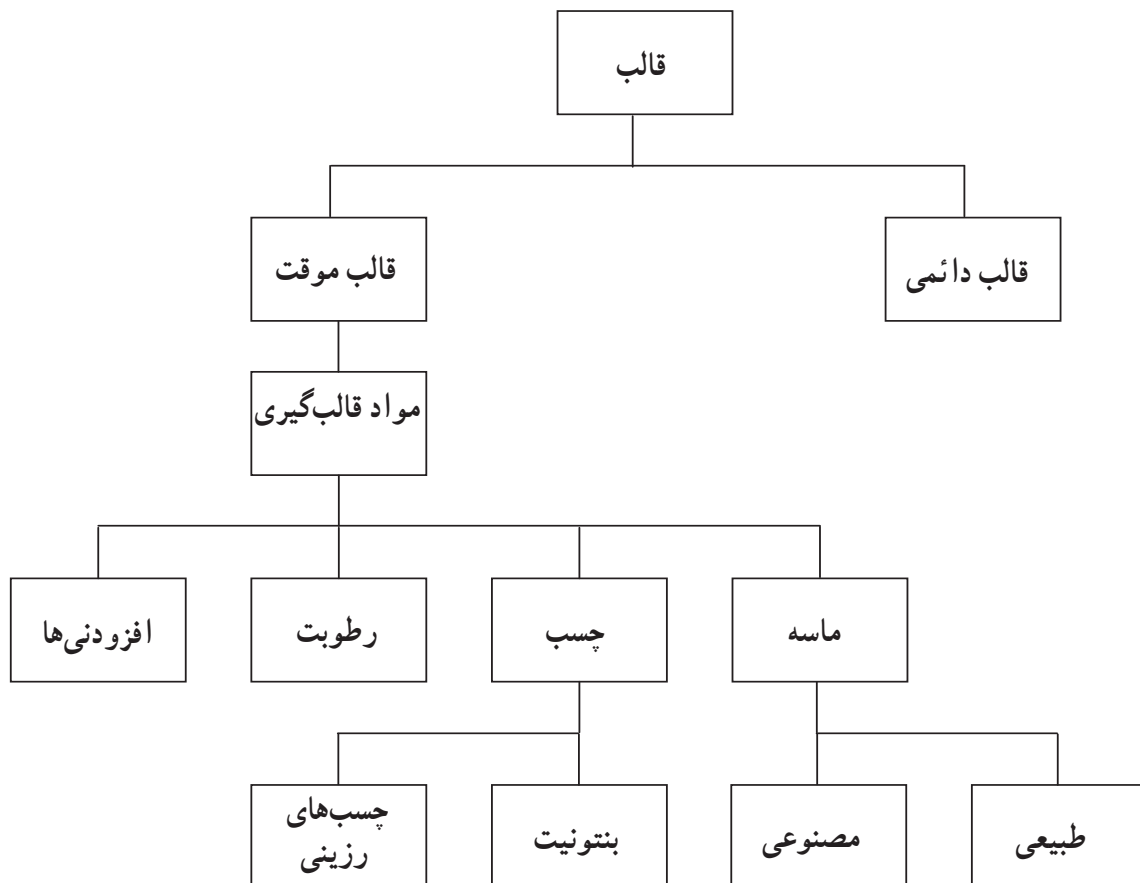 قالب
قالب دائمی
قالب موقت
مواد قالب‌گیری
ماسه
چسب
رطوبت
افزودنی‌ها
طبیعی
مصنوعی
بنتونیت
چسب‌های
رزینی